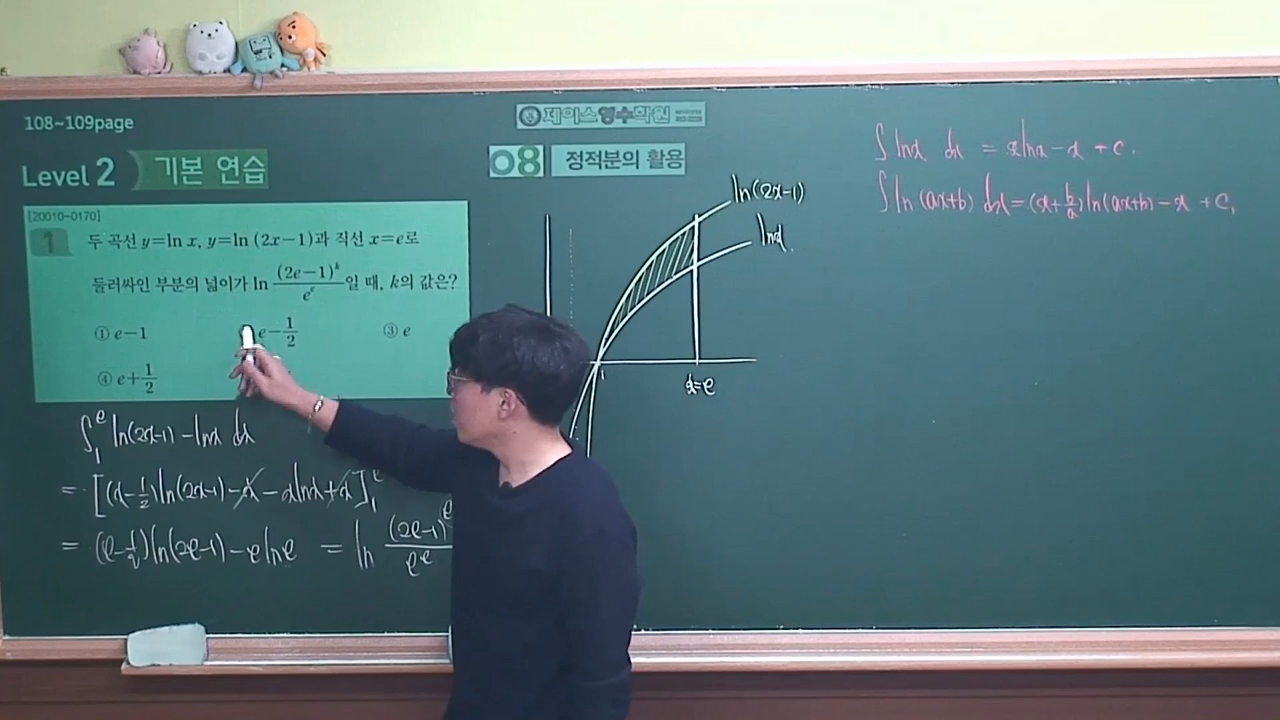 108~109page
제이스영수학원
Level 2 기본 연습
08 정적분의 활용
[20010-0170]
1 두 곡선 y=ln x, y=ln (2x-1)과 직선 x=e로
둘러싸인 부분의 넓이가 ln (2e-1)^k/e^e 일 때, k의 값은?
① e-1
e-1/2
③ e
④ e+1/2
∫_1^e ln(2x-1) -lnx dx
= [(x-1/2)ln(2x-1)-x-xlnx+x]_1^e
= (e-1/2)ln(2e-1)-elne = ln (2e-1)^e/e^e
ln(2x-1)
lnx.
1
x=e
∫lnx dx = xlnx-x+c.
∫ln(ax+b) dx=(x+b/a)ln(ax+b)-x+c.